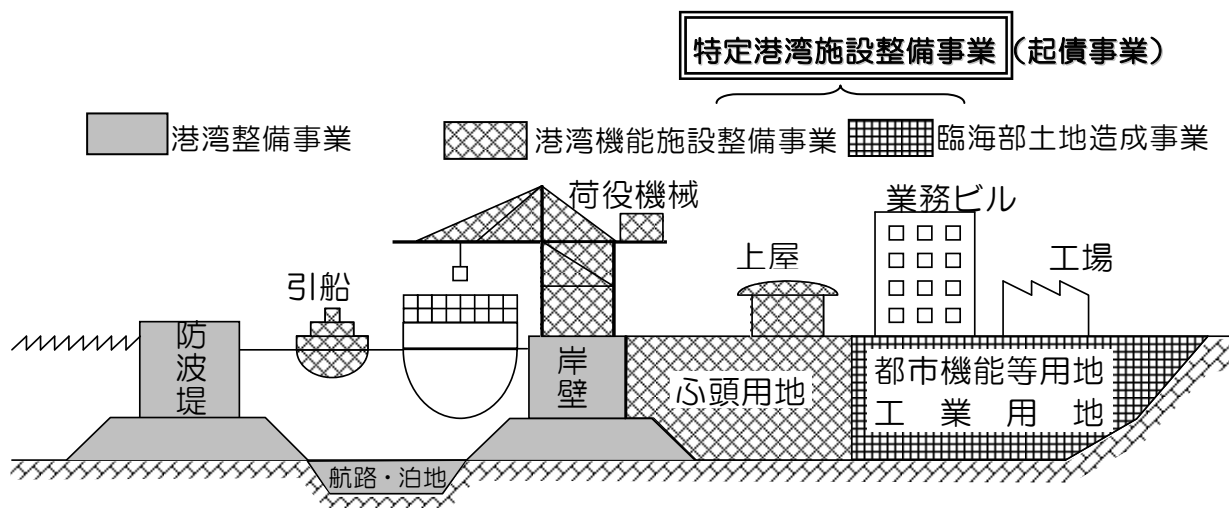 特定港湾施設整備事業(起債事業)
港湾整備事業
港湾機能施設整備事業
臨海部土地造成事業
荷役機械
業務ビル
上屋
工場
引船
防波堤
岸壁
ふ頭用地
都市機能等用地
工業用地
航路・泊地